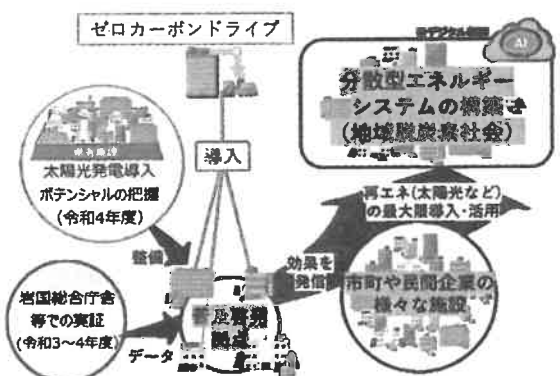 ゼロカーボンドライブ
AI
分散型エネルギー
システムの構築
(地域脱炭素社会)
導入
太陽光発電導入
ポテンシャルの把握
(令和4年度)
再エネ(太陽光など)
の最大限導入・活用
整備
効果を
発信
市町や民間企業の
様々な施設
岩国総合庁舎
等での実証
(令和3〜4年度)
データ
拠点